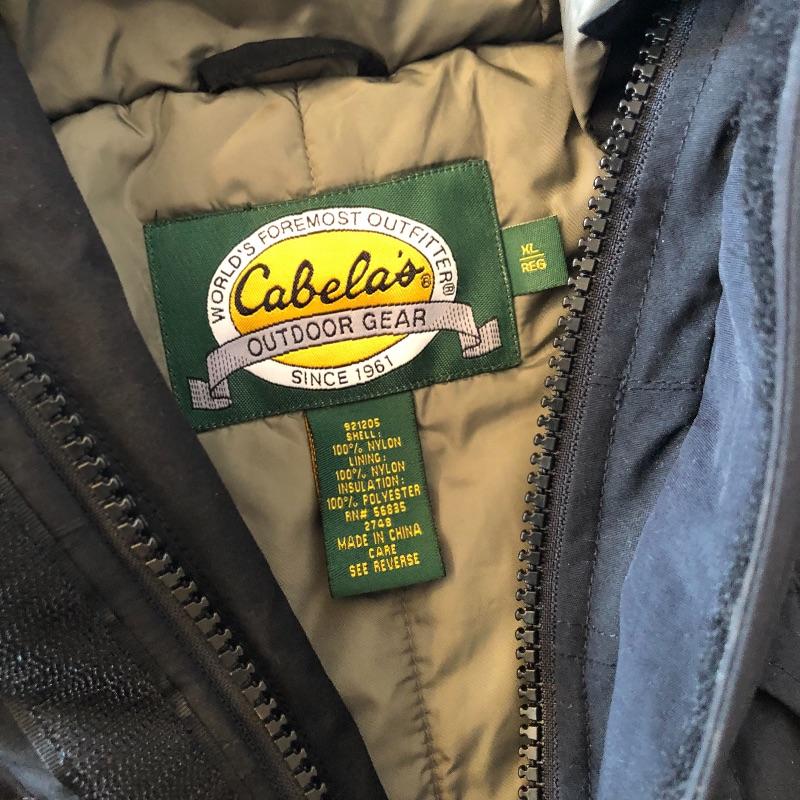 WORLD'S FOREMOST OUTFITTER®
Cabela's®
OUTDOOR GEAR
SINCE 1961
XL
REG
921205
SHELL:
100% NYLON
LINING:
100% NYLON
INSULATION:
100% POLYESTER
RN# 56835
2748
MADE IN CHINA
CARE
SEE REVERSE